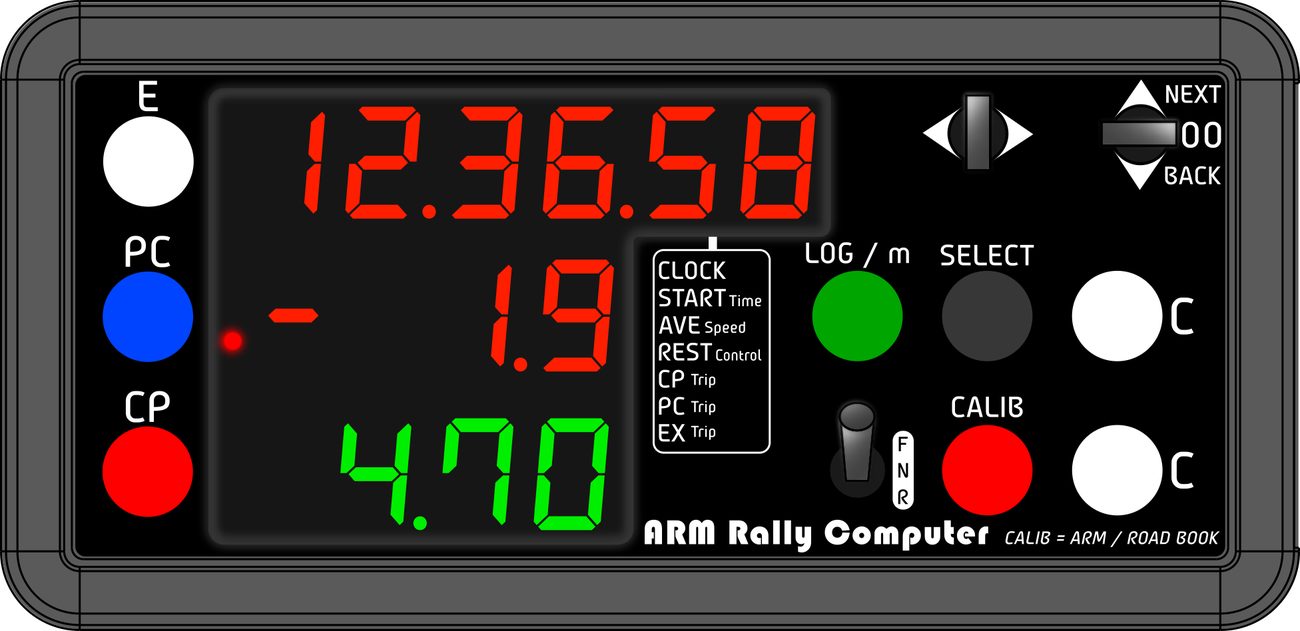 E
12.36.58
NEXT
00
BACK
PC
- 1.9
CLOCK
START Time
AVE Speed
REST Control
CP Trip
PC Trip
EX Trip
LOG / m
SELECT
C
CP
4.70
F
N
R
CALIB
C
ARM Rally Computer
CALIB = ARM / ROAD BOOK